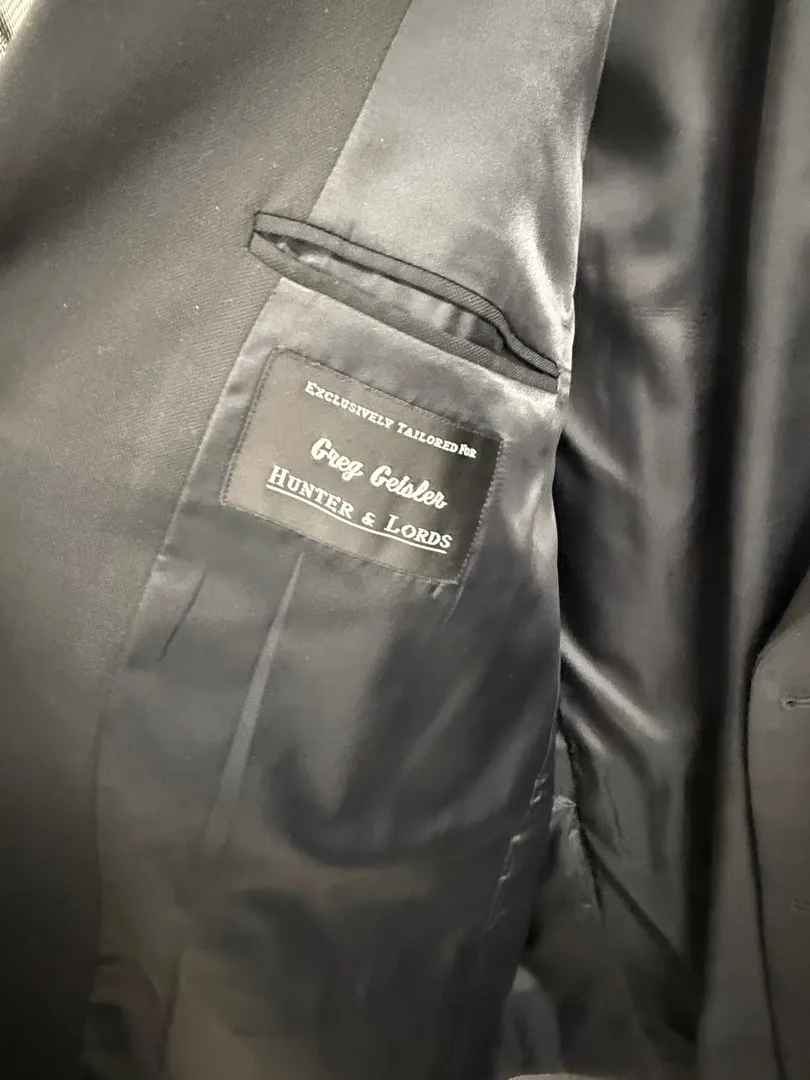 EXCLUSIVELY TAILORED FOR
Greg Geisler
HUNTER & LORDS